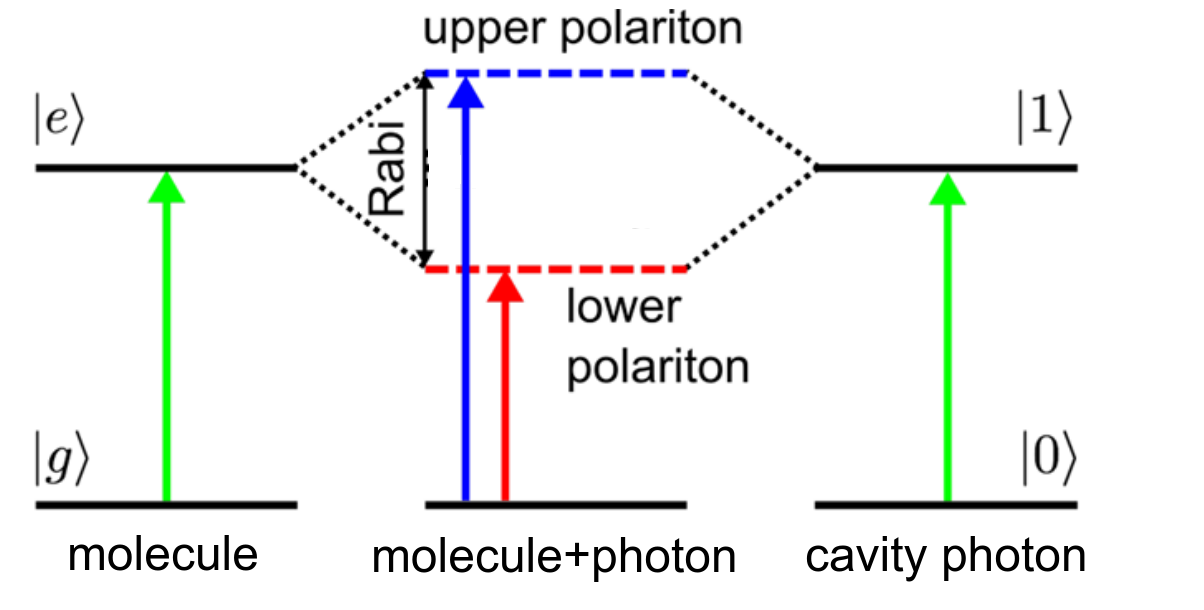 upper polariton
|e⟩
Rabi
|1⟩
lower
polariton
|g⟩
|0⟩
molecule
molecule+photon
cavity photon